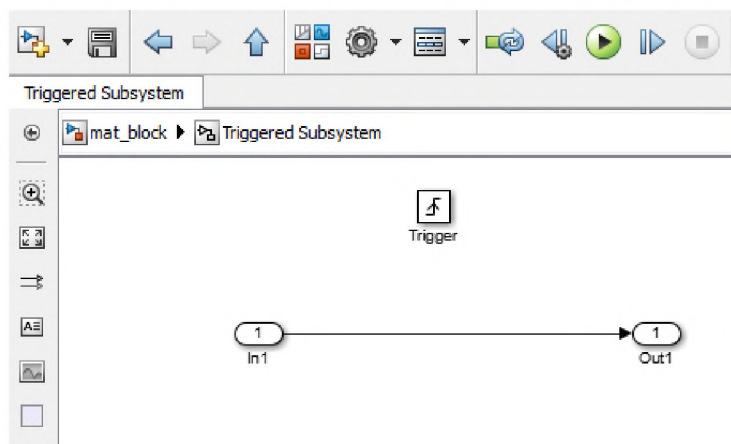 Triggered Subsystem
mat_block Triggered Subsystem
Trigger
1
In1
1
Out1
A